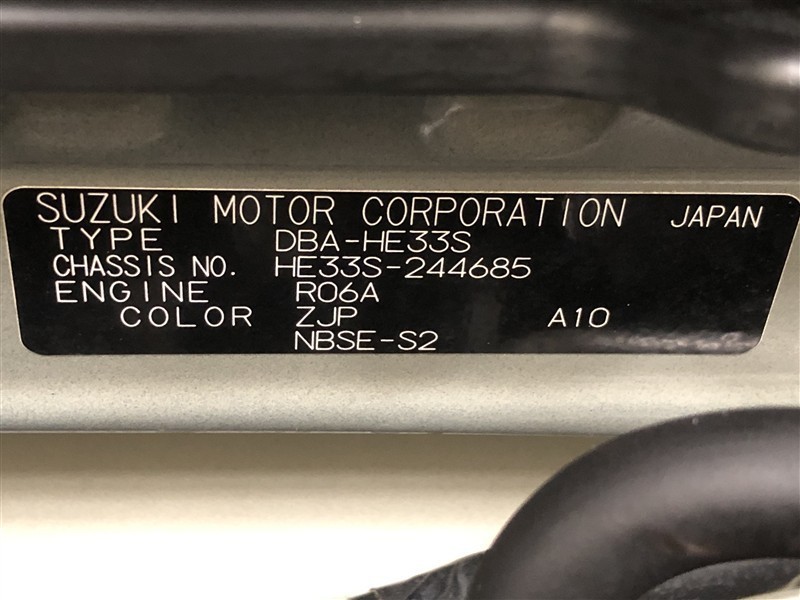 SUZUKI MOTOR CORPORATION JAPAN
TYPE DBA-HE33S
CHASSIS NO. HE33S-244685
ENGINE R06A
COLOR ZJP A10
NBSE-S2